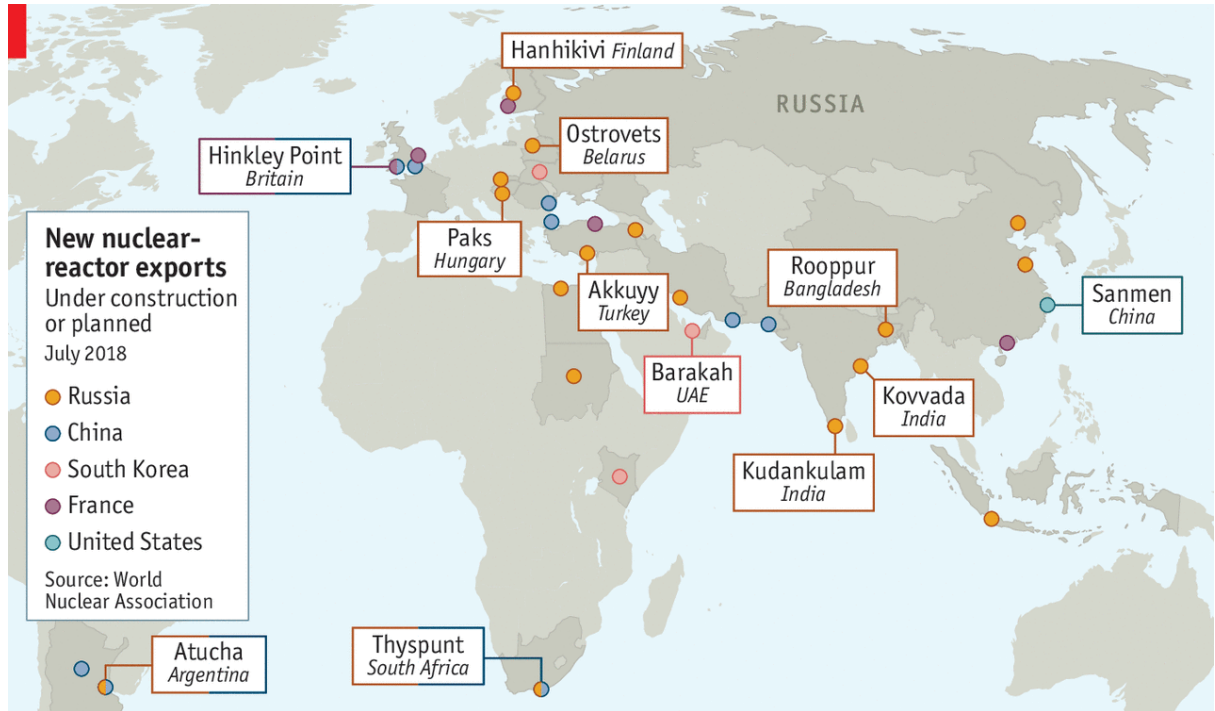 Hanhikivi Finland
RUSSIA
Ostrovets
Belarus
Hinkley Point
Britain
New nuclear-
reactor exports
Under construction
or planned
July 2018
Russia
China
South Korea
France
United States
Source: World
Nuclear Association
Paks
Hungary
Akkuyy
Turkey
Rooppur
Bangladesh
Sanmen
China
Barakah
UAE
Kovvada
India
Kudankulam
India
Atucha
Argentina
Thyspunt
South Africa